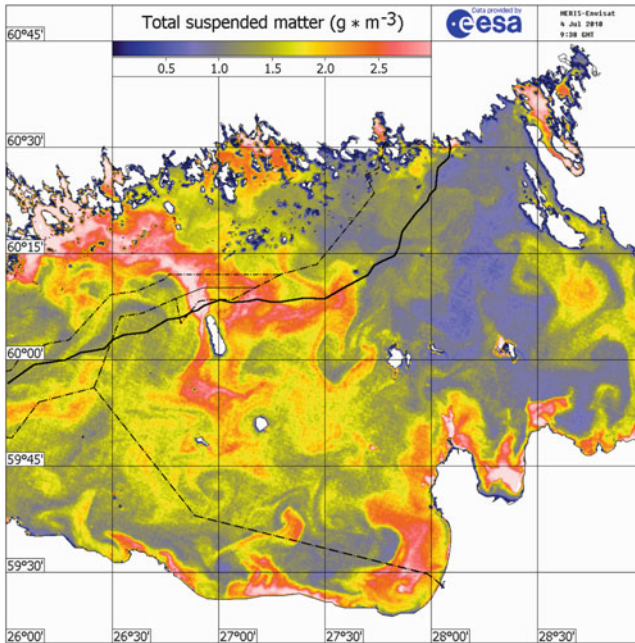 Total suspended matter (g * m-3)
0.5 1.0 1.5 2.0 2.5
Data provided by
esa
MERIS-Envisat
4 Jul 2010
9:38 GMT
60°45'
60°30'
60°15'
60°00'
59°45'
59°30'
26°00' 26°30' 27°00' 27°30' 28°00' 28°30'